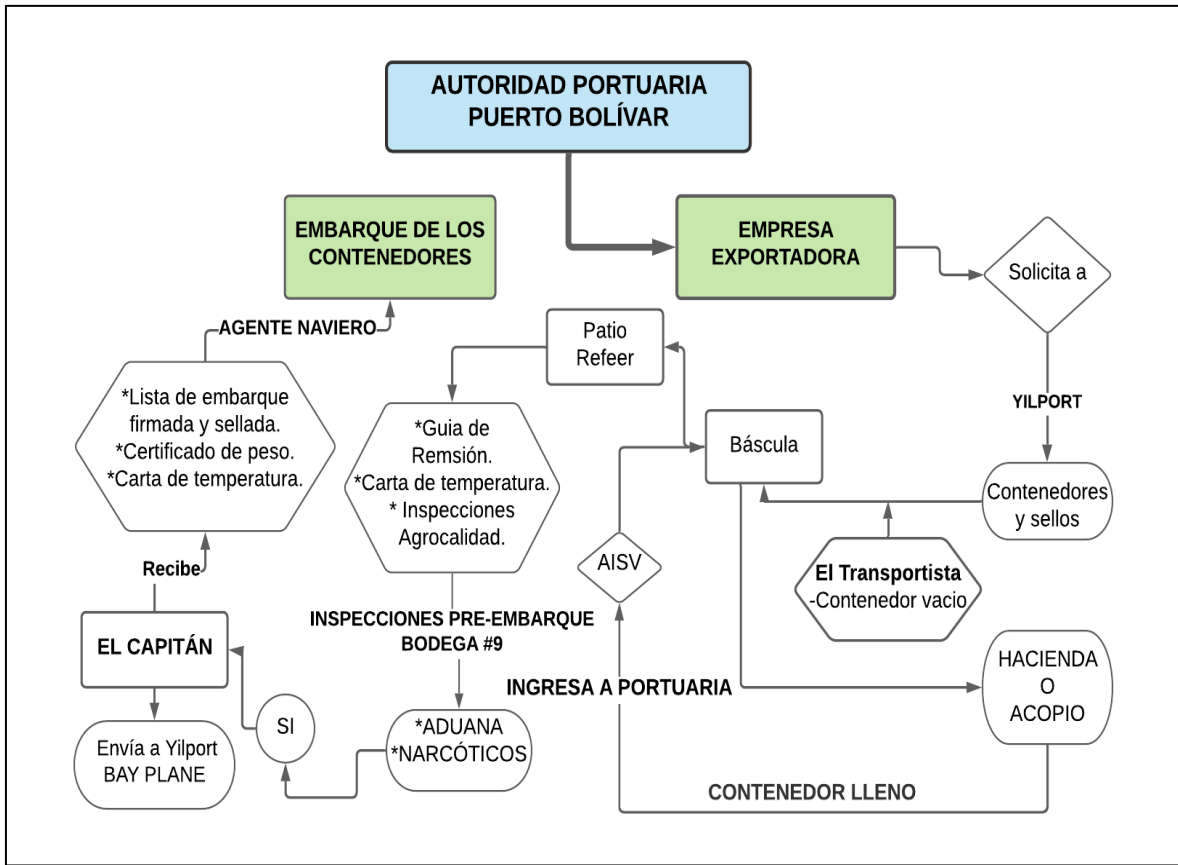 AUTORIDAD PORTUARIA
PUERTO BOLÍVAR
EMBARQUE DE LOS
CONTENEDORES
EMPRESA
EXPORTADORA
Solicita a
AGENTE NAVIERO
Patio
Refeer
*Lista de embarque
firmada y sellada.
*Certificado de peso.
*Carta de temperatura.
YILPORT
*Guia de
Remsión.
*Carta de temperatura.
* Inspecciones
Agrocalidad.
Báscula
Contenedores
y sellos
AISV
El Transportista
-Contenedor vacio
Recibe
INSPECCIONES PRE-EMBARQUE
BODEGA #9
EL CAPITÁN
INGRESA A PORTUARIA
HACIENDA
O
ACOPIO
SI
*ADUANA
*NARCÓTICOS
Envía a Yilport
BAY PLANE
CONTENEDOR LLENO